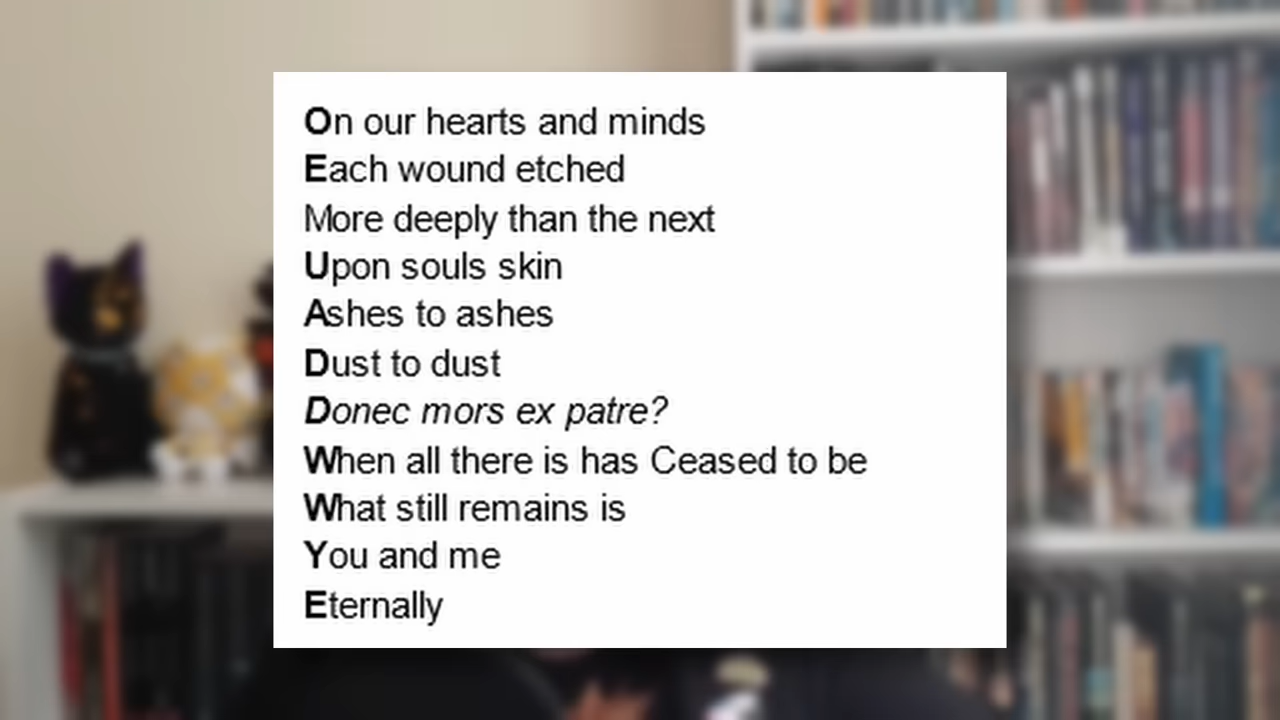 On our hearts and minds
Each wound etched
More deeply than the next
Upon souls skin
Ashes to ashes
Dust to dust
Donec mors ex patre?
When all there is has Ceased to be
What still remains is
You and me
Eternally